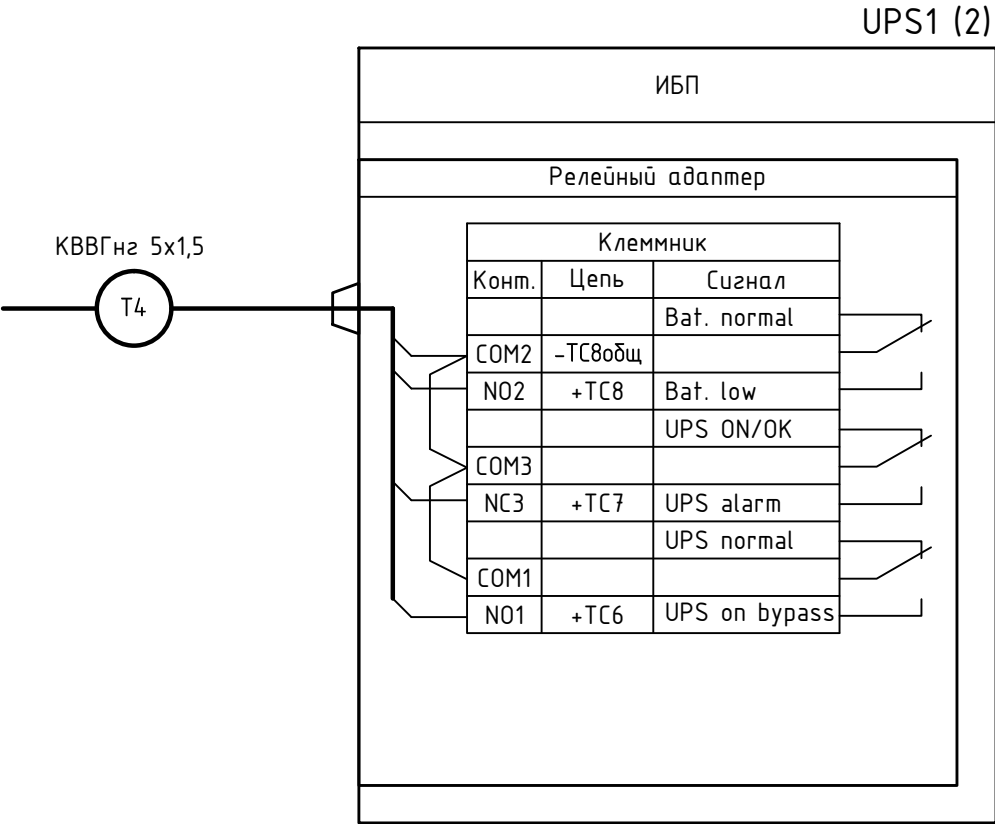 UPS1 (2)
ИБП
Релейный адаптер
КВВГнг 5х1,5
Т4
Клеммник
Конт. Цепь Сигнал
Bat. normal
COM2 -ТС8общ
NO2 +ТС8 Bat. low
UPS ON/OK
COM3
NC3 +ТС7 UPS alarm
UPS normal
COM1
NO1 +ТС6 UPS on bypass